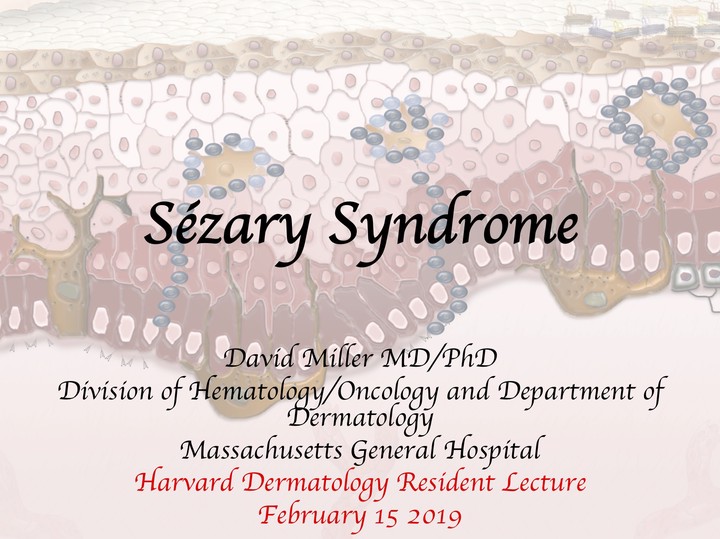 Sézary Syndrome
David Miller MD/PhD
Division of Hematology/Oncology and Department of
Dermatology
Massachusetts General Hospital
Harvard Dermatology Resident Lecture
February 15 2019